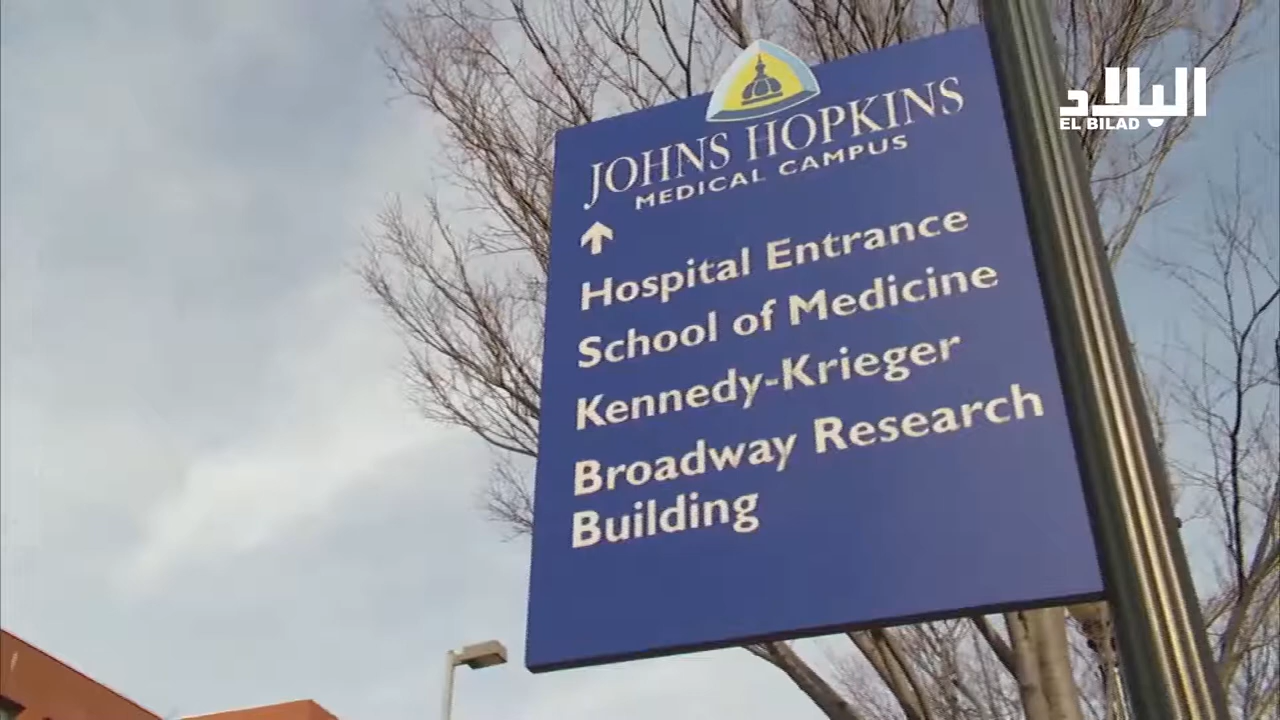 JOHNS HOPKINS
MEDICAL CAMPUS
Hospital Entrance
School of Medicine
Kennedy-Krieger
Broadway Research
Building
البلاد
EL BILAD